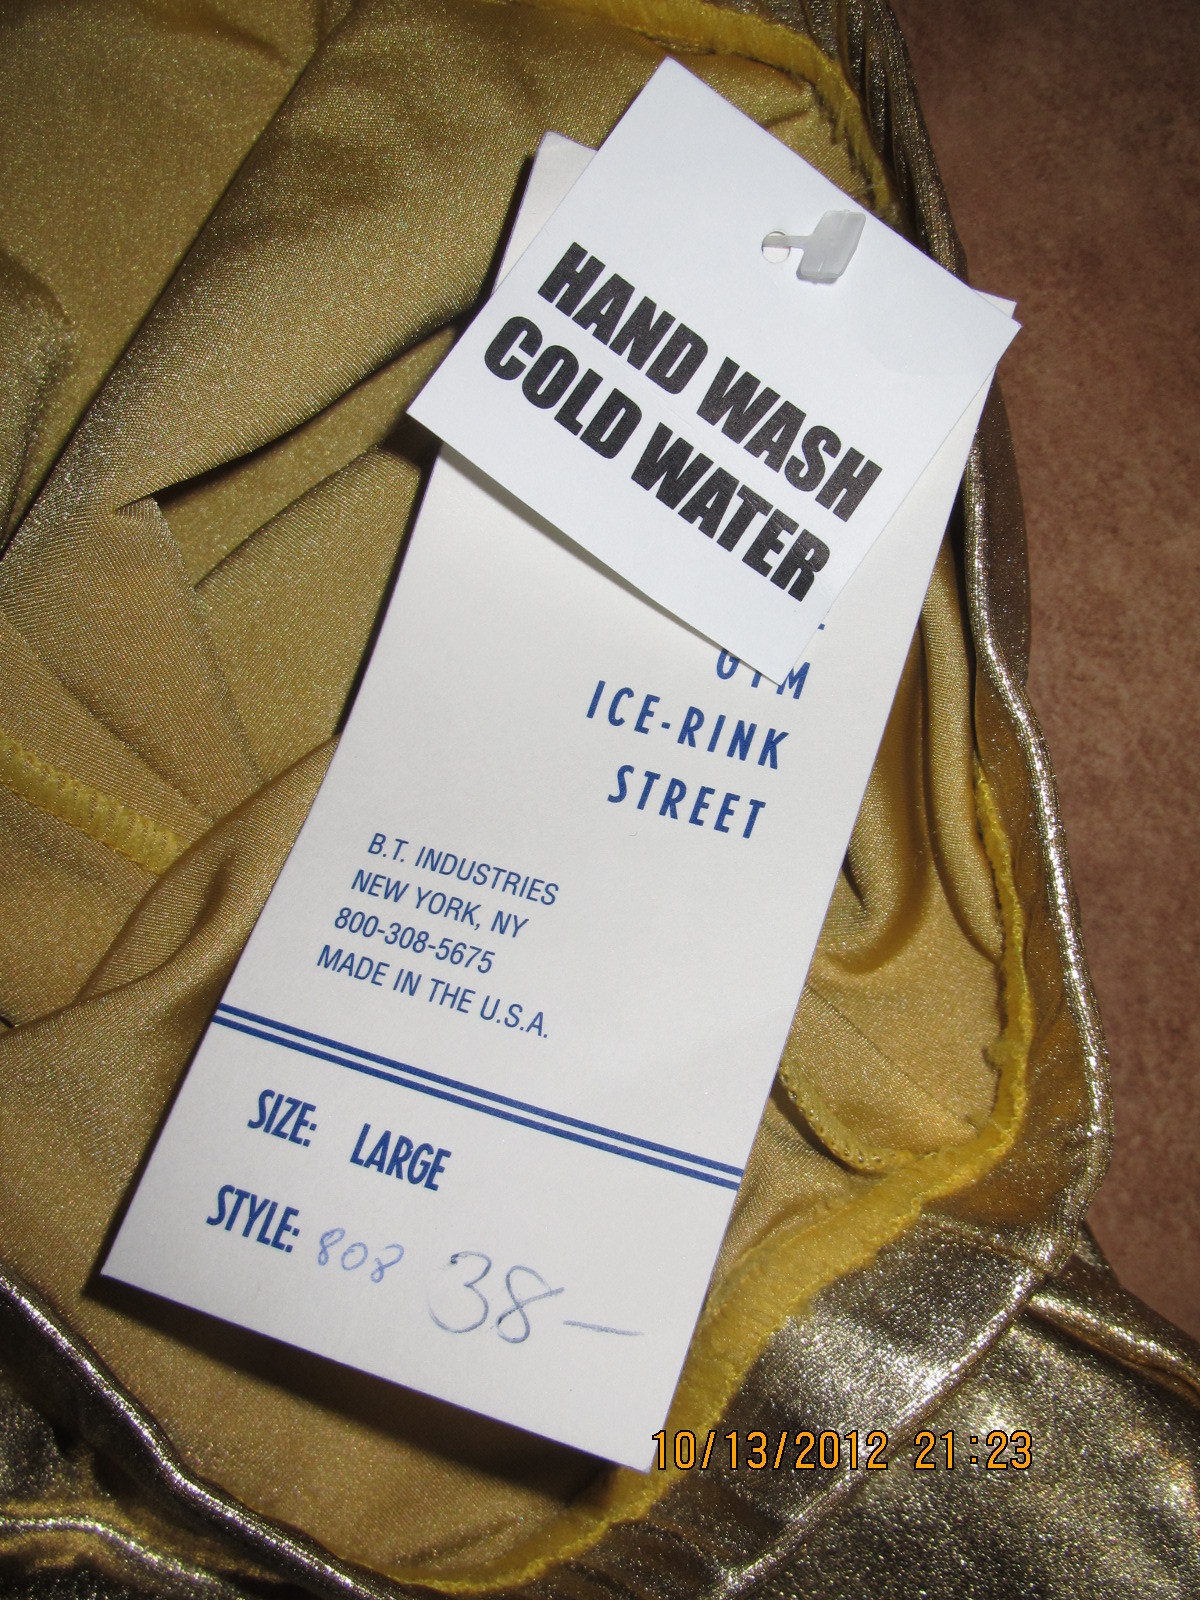 HAND WASH
COLD WATER
GYM
ICE-RINK
STREET
B.T. INDUSTRIES
NEW YORK, NY
800-308-5675
MADE IN THE U.S.A.
SIZE: LARGE
STYLE: 808 38—
10/13/2012 21:23